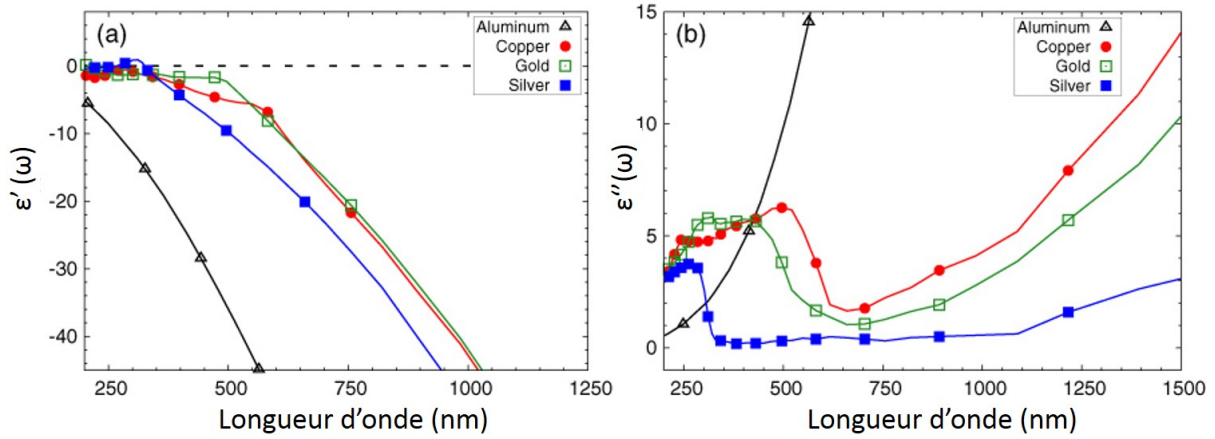 (a)
Aluminum
Copper
Gold
Silver
0
-10
-20
-30
-40
ε'(ω)
250 500 750 1000 1250
Longueur d'onde (nm)
(b)
Aluminum
Copper
Gold
Silver
15
10
5
0
ε''(ω)
250 500 750 1000 1250 1500
Longueur d'onde (nm)